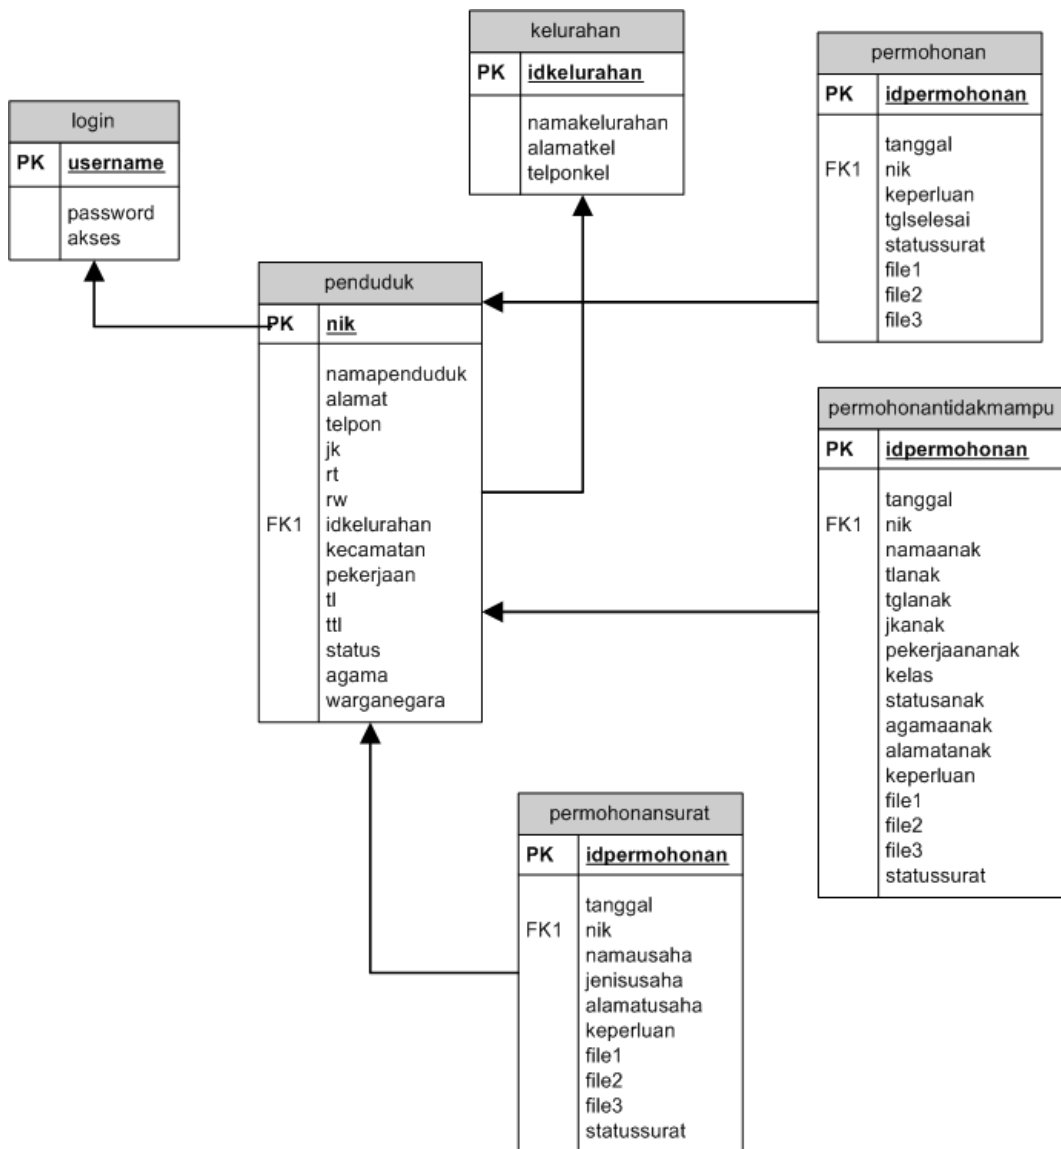 login
PK username
password
akses
kelurahan
PK idkelurahan
namakelurahan
alamatkel
telponkel
permohonan
PK idpermohonan
tanggal
FK1 nik
keperluan
tglselesai
statussurat
file1
file2
file3
penduduk
PK nik
namapenduduk
alamat
telpon
jk
rt
rw
FK1 idkelurahan
kecamatan
pekerjaan
tl
ttl
status
agama
warganegara
permohonantidakmampu
PK idpermohonan
tanggal
FK1 nik
namaanak
tlanak
tglanak
jkanak
pekerjaananak
kelas
statusanak
agamaanak
alamatanak
keperluan
file1
file2
file3
statussurat
permohonansurat
PK idpermohonan
tanggal
FK1 nik
namausaha
jenisusaha
alamatusaha
keperluan
file1
file2
file3
statussurat